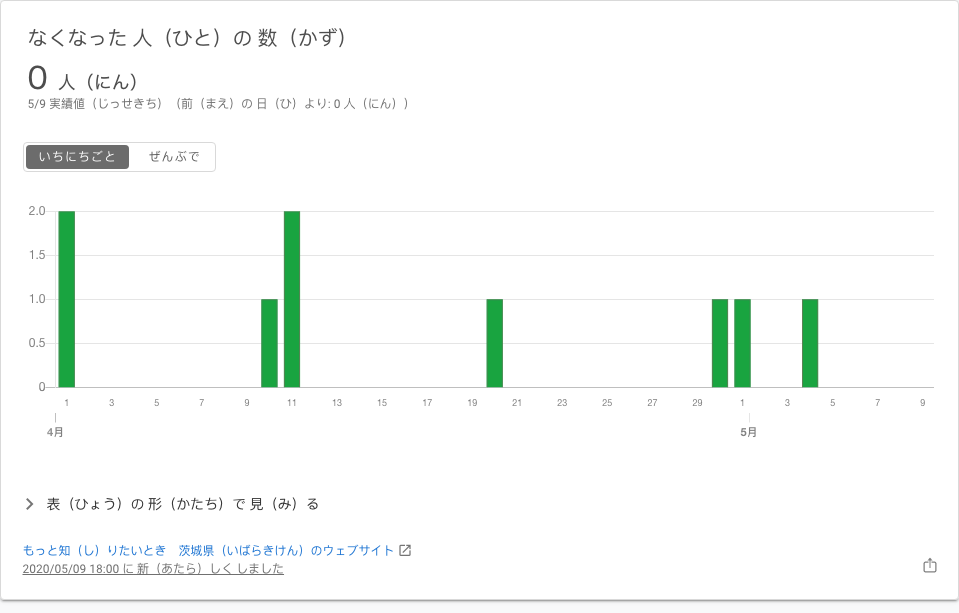 なくなった 人（ひと）の 数（かず）
0 人（にん）
5/9 実績値（じっせきち）（前（まえ）の 日（ひ）より: 0 人（にん））
いちにちごと ぜんぶで
2.0
1.5
1.0
0.5
0
1 3 5 7 9 11 13 15 17 19 21 23 25 27 29 1 3 5 7 9
4月 5月
表（ひょう）の 形（かたち）で 見（み）る
もっと知（し）りたいとき　茨城県（いばらきけん）のウェブサイト
2020/05/09 18:00 に 新（あたら）しく しました